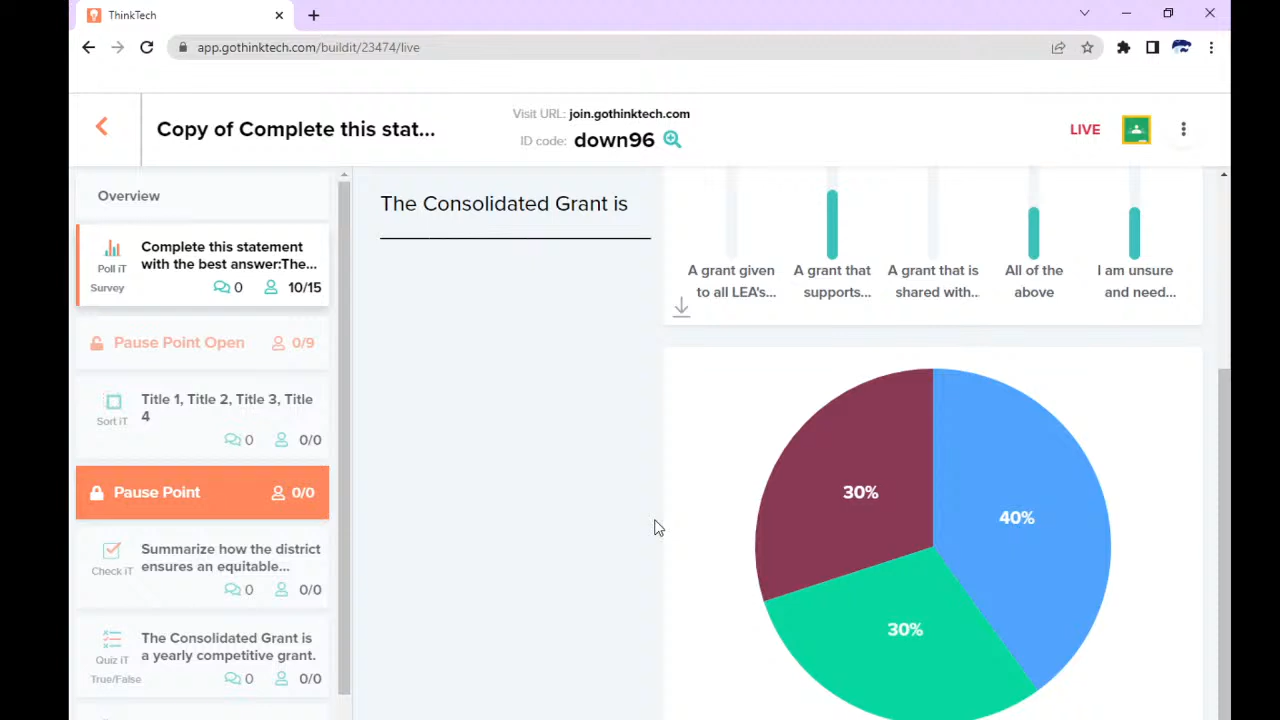 ThinkTech
app.gothinktech.com/buildit/23474/live
Copy of Complete this stat...
Visit URL: join.gothinktech.com
ID code: down96
LIVE
Overview
Complete this statement
with the best answer:The...
Poll iT
Survey
0
10/15
Pause Point Open
0/9
Title 1, Title 2, Title 3, Title
4
Sort iT
0
0/0
Pause Point
0/0
Summarize how the district
ensures an equitable...
Check iT
0
0/0
The Consolidated Grant is
a yearly competitive grant.
Quiz iT
True/False
0
0/0
The Consolidated Grant is
A grant given
to all LEA's...
A grant that
supports...
A grant that is
shared with...
All of the
above
I am unsure
and need...
30%
40%
30%